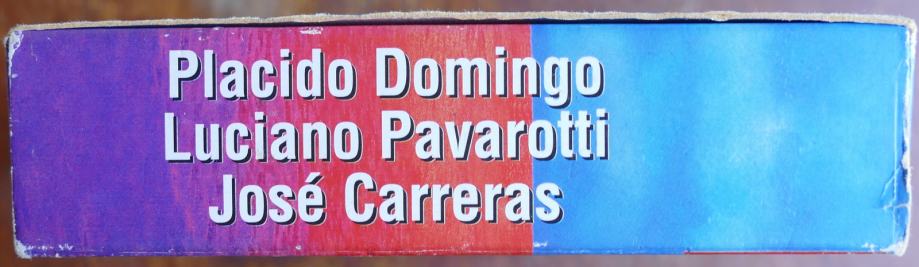 Placido Domingo
Luciano Pavarotti
José Carreras